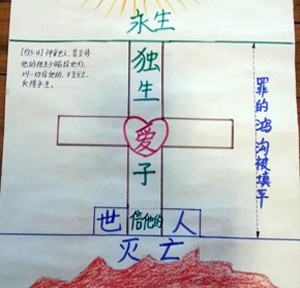 永生
[约3:16] 神爱世人，甚至将
他的独生子赐给他们，
叫一切信他的，不至灭亡，
反得永生。
独
生
爱
子
世 信他的 人
灭亡
罪的鸿沟被填平